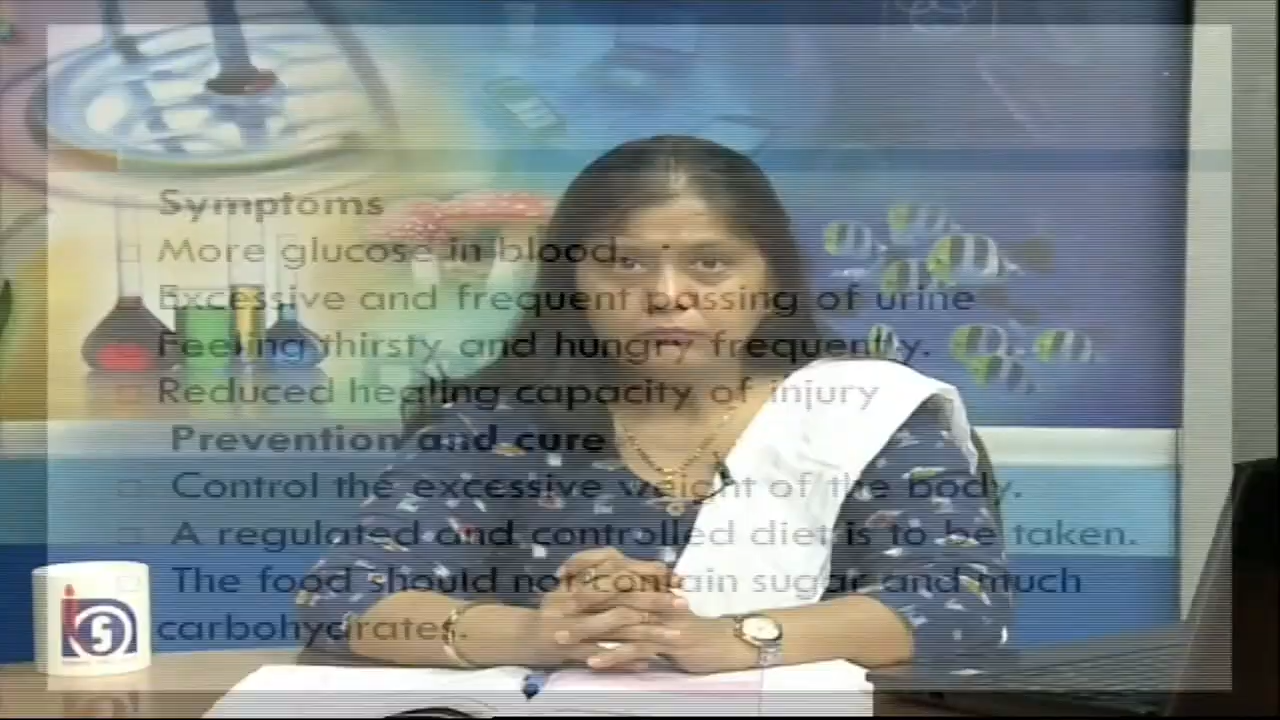 Symptoms
More glucose in blood.
Excessive and frequent passing of urine
Feeling thirsty and hungry frequently.
Reduced healing capacity of injury
Prevention and cure
Control the excessive weight of the body.
A regulated and controlled diet is to be taken.
The food should not contain sugar and much
carbohydrates.